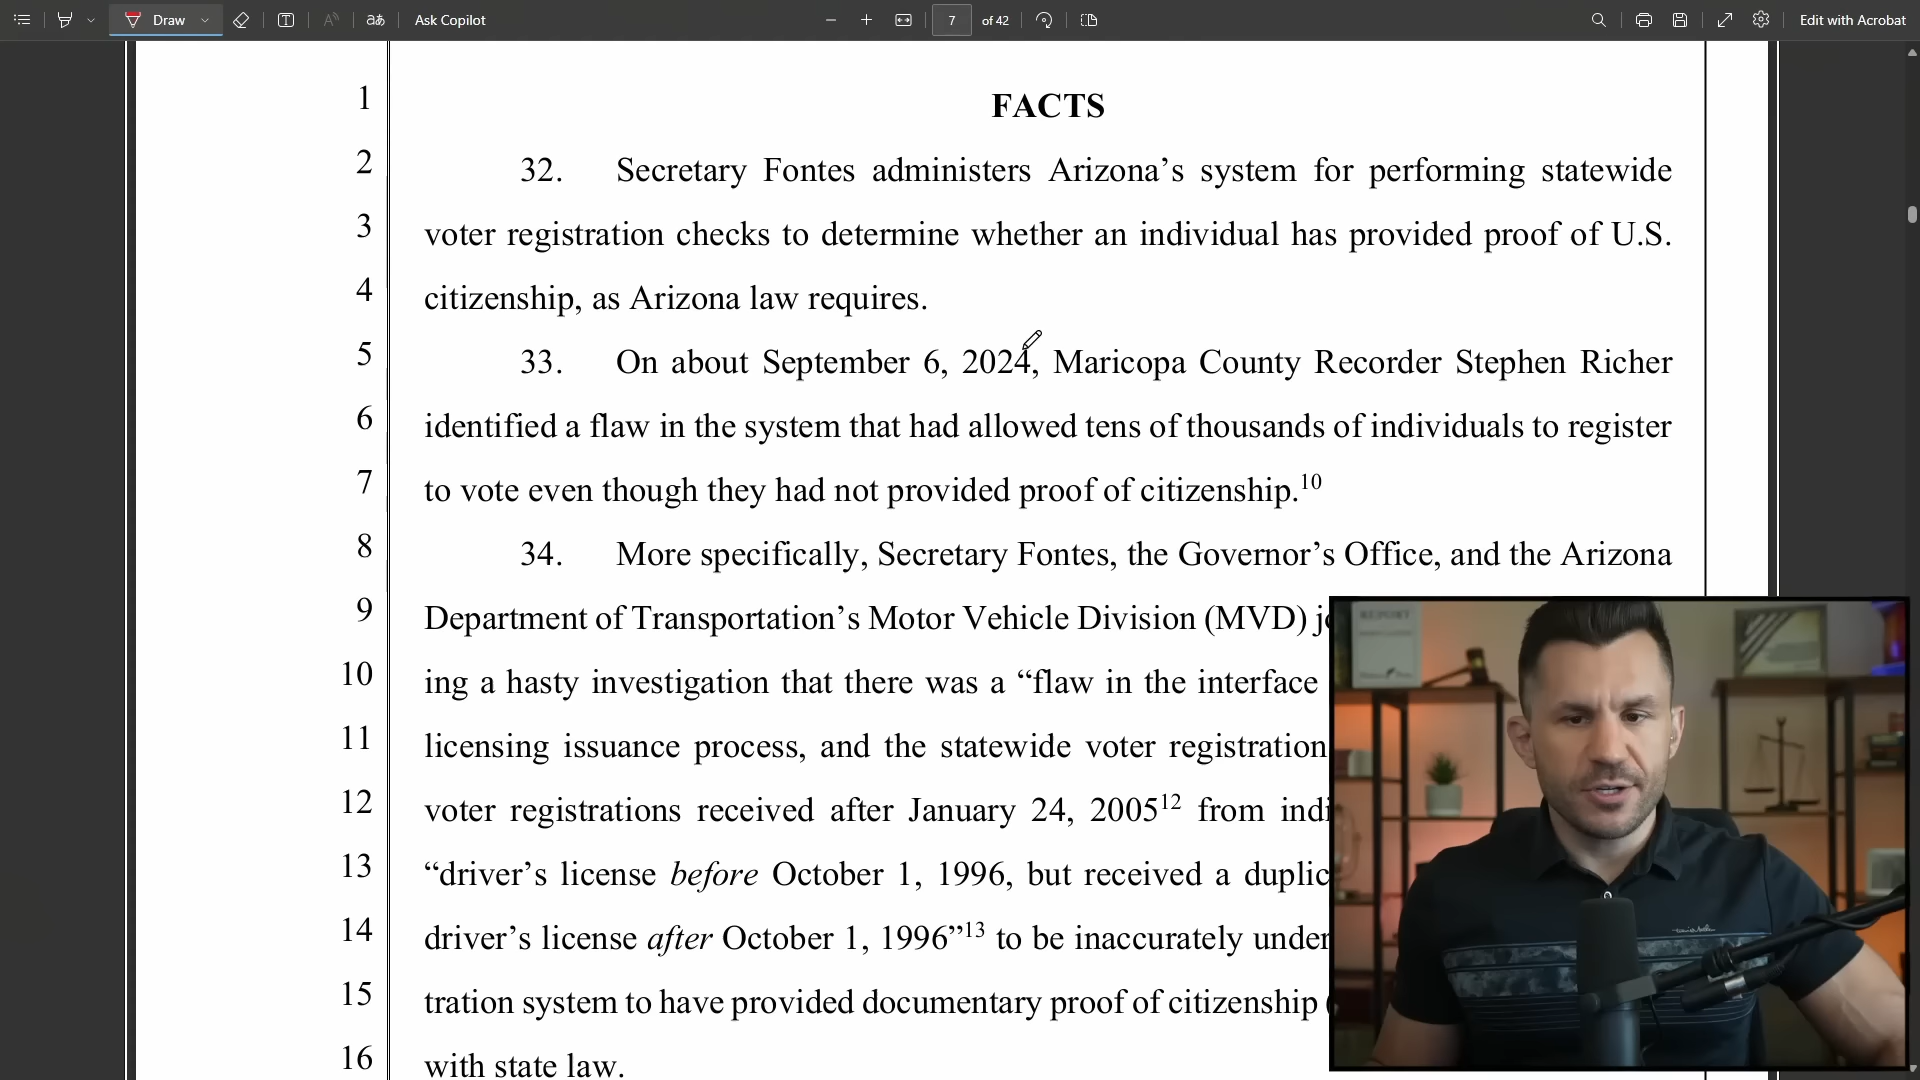 Draw
Ask Copilot
7 of 42
Edit with Acrobat
1 FACTS
2 32. Secretary Fontes administers Arizona’s system for performing statewide
3 voter registration checks to determine whether an individual has provided proof of U.S.
4 citizenship, as Arizona law requires.
5 33. On about September 6, 2024, Maricopa County Recorder Stephen Richer
6 identified a flaw in the system that had allowed tens of thousands of individuals to register
7 to vote even though they had not provided proof of citizenship.10
8 34. More specifically, Secretary Fontes, the Governor’s Office, and the Arizona
9 Department of Transportation’s Motor Vehicle Division (MVD)
10 ing a hasty investigation that there was a “flaw in the interface
11 licensing issuance process, and the statewide voter registration
12 voter registrations received after January 24, 200512 from
13 “driver’s license before October 1, 1996, but received a
14 driver’s license after October 1, 1996”13 to be inaccurately
15 tration system to have provided documentary proof of citizenship
16 with state law.
REPORT